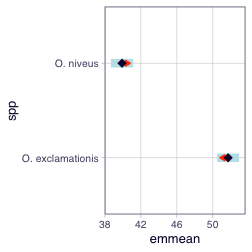 O. niveus
spp
O. exclamationis
38 42 46 50
emmean